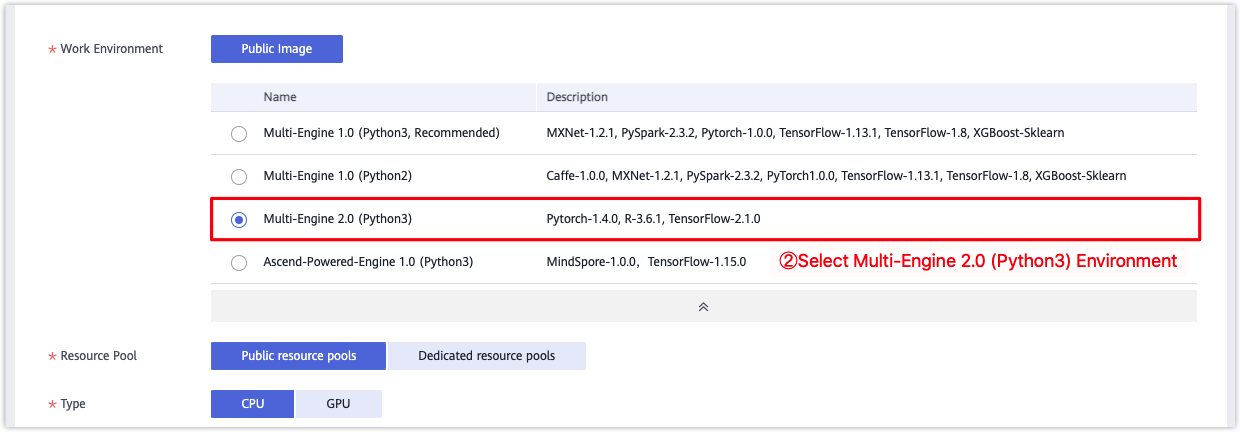 * Work Environment Public Image
Name Description
Multi-Engine 1.0 (Python3, Recommended) MXNet-1.2.1, PySpark-2.3.2, Pytorch-1.0.0, TensorFlow-1.13.1, TensorFlow-1.8, XGBoost-Sklearn
Multi-Engine 1.0 (Python2) Caffe-1.0.0, MXNet-1.2.1, PySpark-2.3.2, PyTorch1.0.0, TensorFlow-1.13.1, TensorFlow-1.8, XGBoost-Sklearn
Multi-Engine 2.0 (Python3) Pytorch-1.4.0, R-3.6.1, TensorFlow-2.1.0
Ascend-Powered-Engine 1.0 (Python3) MindSpore-1.0.0,  TensorFlow-1.15.0 ②Select Multi-Engine 2.0 (Python3) Environment
* Resource Pool Public resource pools Dedicated resource pools
* Type CPU GPU